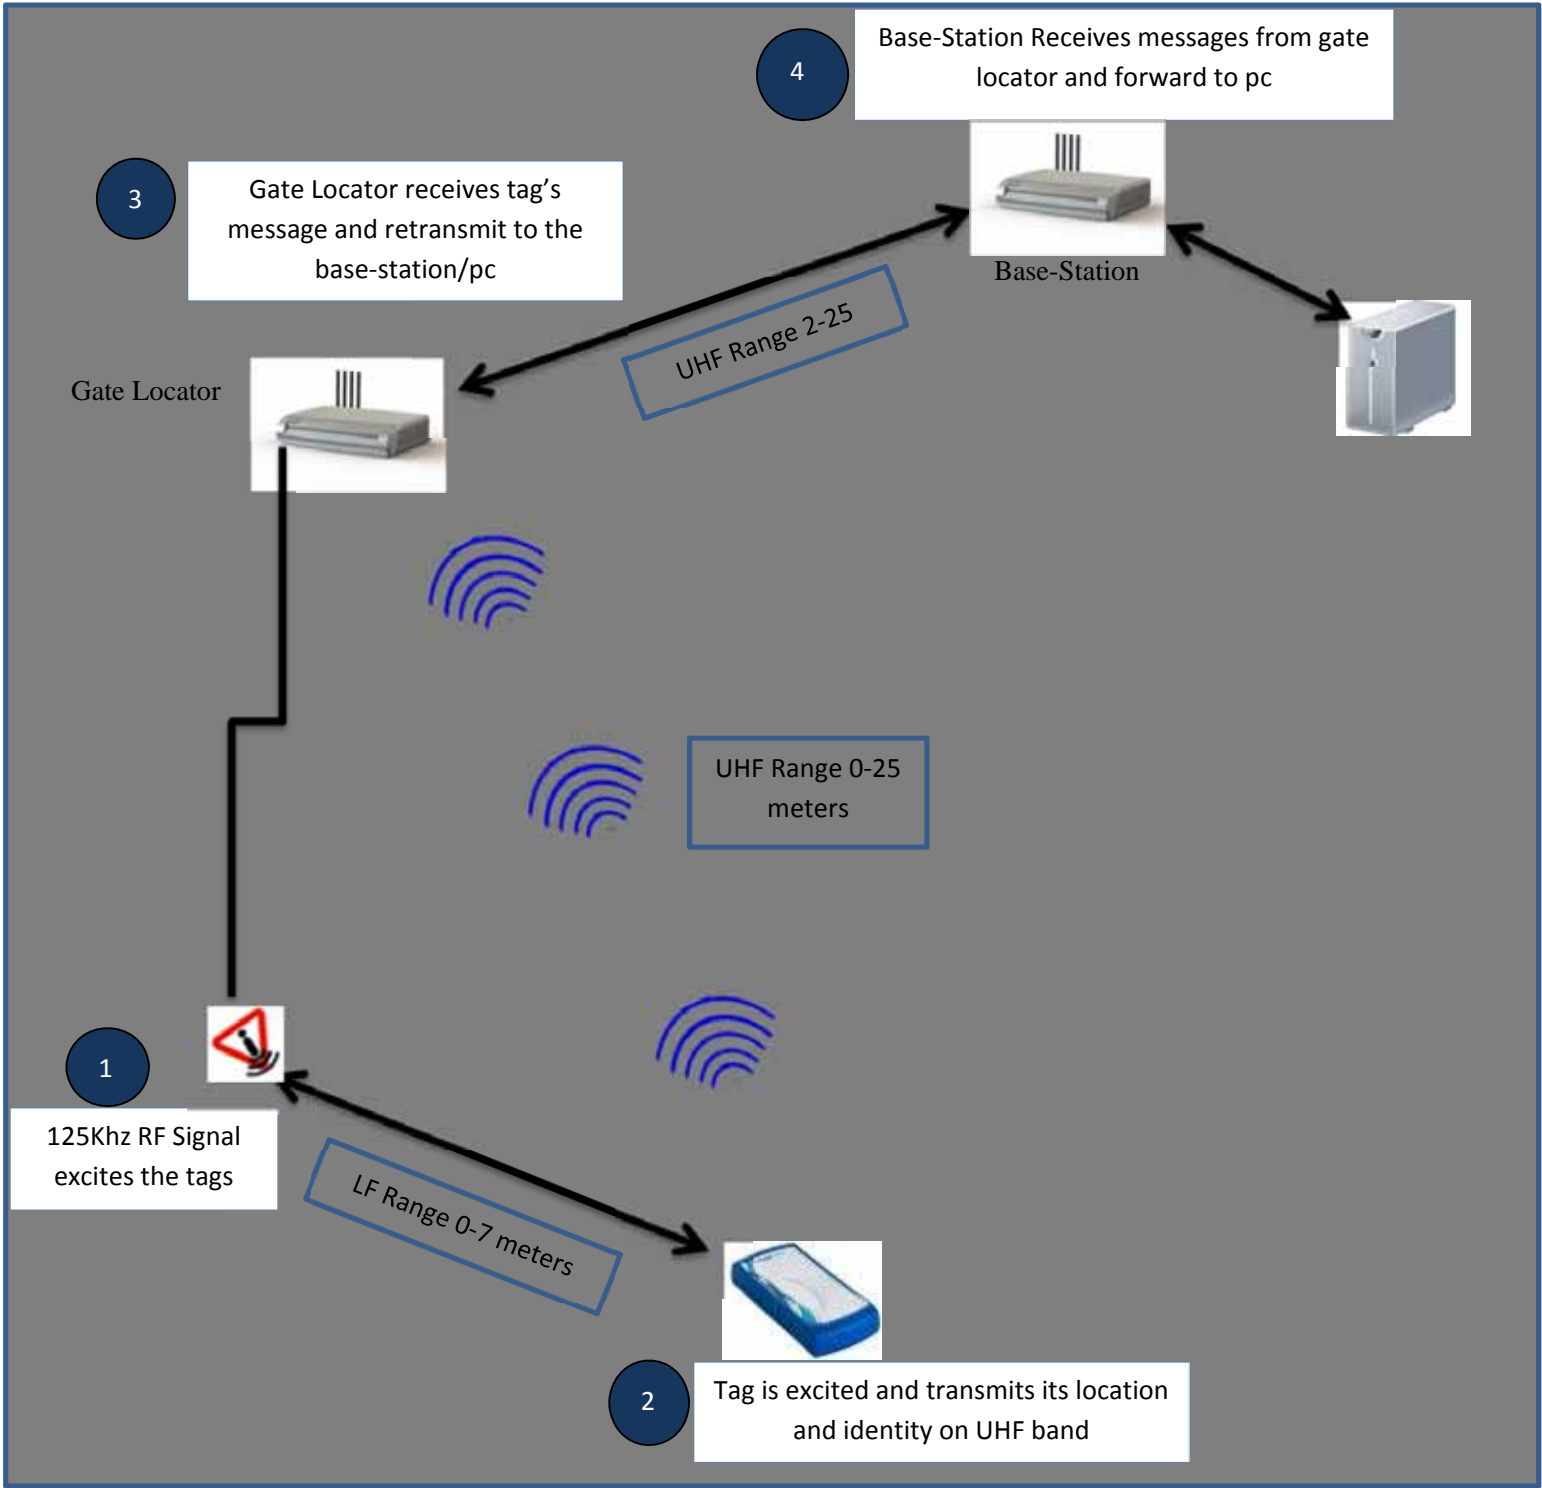 4
Base-Station Receives messages from gate
locator and forward to pc
3
Gate Locator receives tag’s
message and retransmit to the
base-station/pc
Base-Station
UHF Range 2-25
Gate Locator
UHF Range 0-25
meters
1
125Khz RF Signal
excites the tags
LF Range 0-7 meters
2
Tag is excited and transmits its location
and identity on UHF band